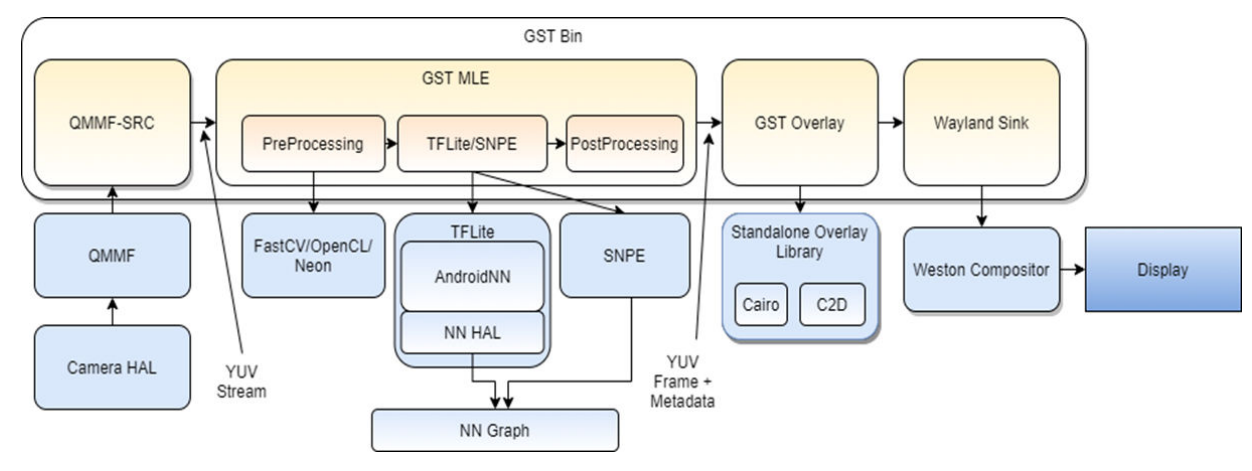 GST Bin
QMMF-SRC
GST MLE
PreProcessing
TFLite/SNPE
PostProcessing
GST Overlay
Wayland Sink
QMMF
FastCV/OpenCL/
Neon
TFLite
AndroidNN
NN HAL
SNPE
Standalone Overlay
Library
Cairo
C2D
Weston Compositor
Display
Camera HAL
YUV
Stream
YUV
Frame +
Metadata
NN Graph